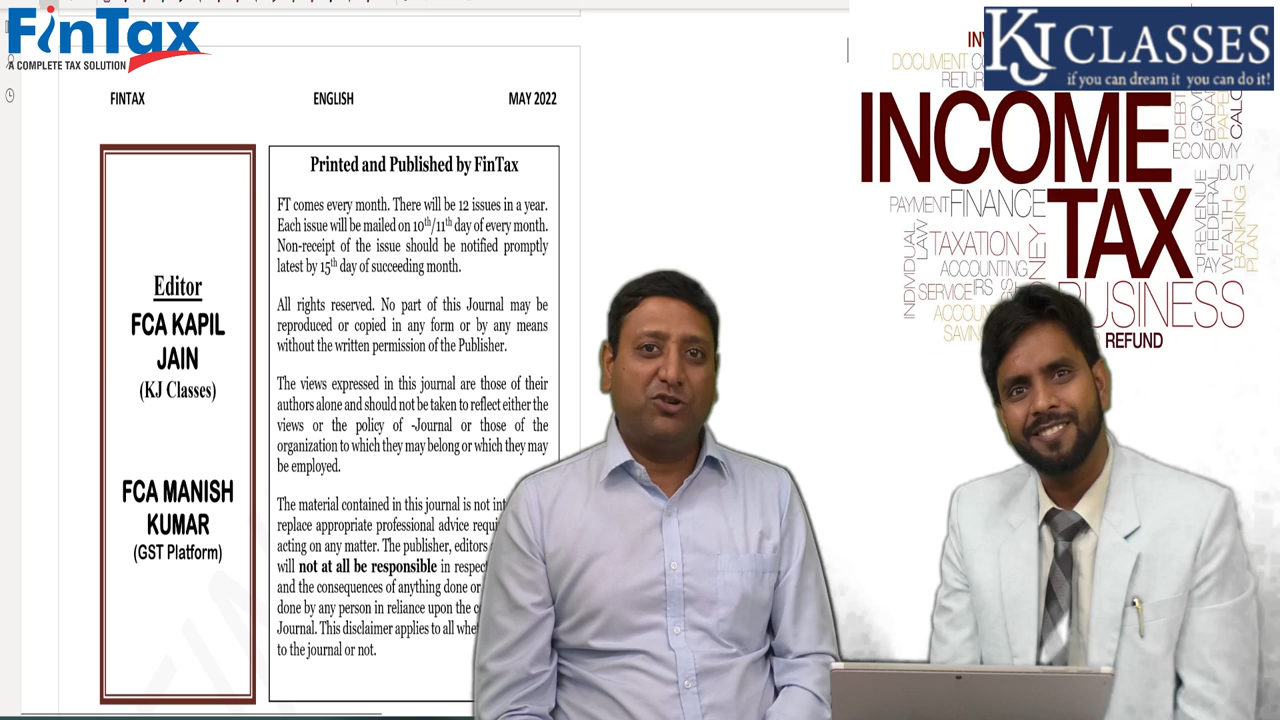 FinTax
A COMPLETE TAX SOLUTION
FINTAX ENGLISH MAY 2022
Editor
FCA KAPIL
JAIN
(KJ Classes)
FCA MANISH
KUMAR
(GST Platform)
Printed and Published by FinTax
FT comes every month. There will be 12 issues in a year.
Each issue will be mailed on 10th/11th day of every month.
Non-receipt of the issue should be notified promptly
latest by 15th day of succeeding month.
All rights reserved. No part of this Journal may be
reproduced or copied in any form or by any means
without the written permission of the Publisher.
The views expressed in this journal are those of their
authors alone and should not be taken to reflect either the
views or the policy of -Journal or those of the
organization to which they may belong or which they may
be employed.
The material contained in this journal is not
replace appropriate professional advice
acting on any matter. The publisher, editors
will not at all be responsible in
and the consequences of anything done or
done by any person in reliance upon the
Journal. This disclaimer applies to all
to the journal or not.
KJ CLASSES
if you can dream it you can do it!
DOCUMENT
INCOME
TAX
ECONOMY
DUTY
PAYMENT
FINANCE
INDIVIDUAL
LAW
TAXATION
ACCOUNTING
SERVICE
IRS
REVENUE
FEDERAL
WEALTH
BANKING
PLAN
PAY
BUSINESS
REFUND